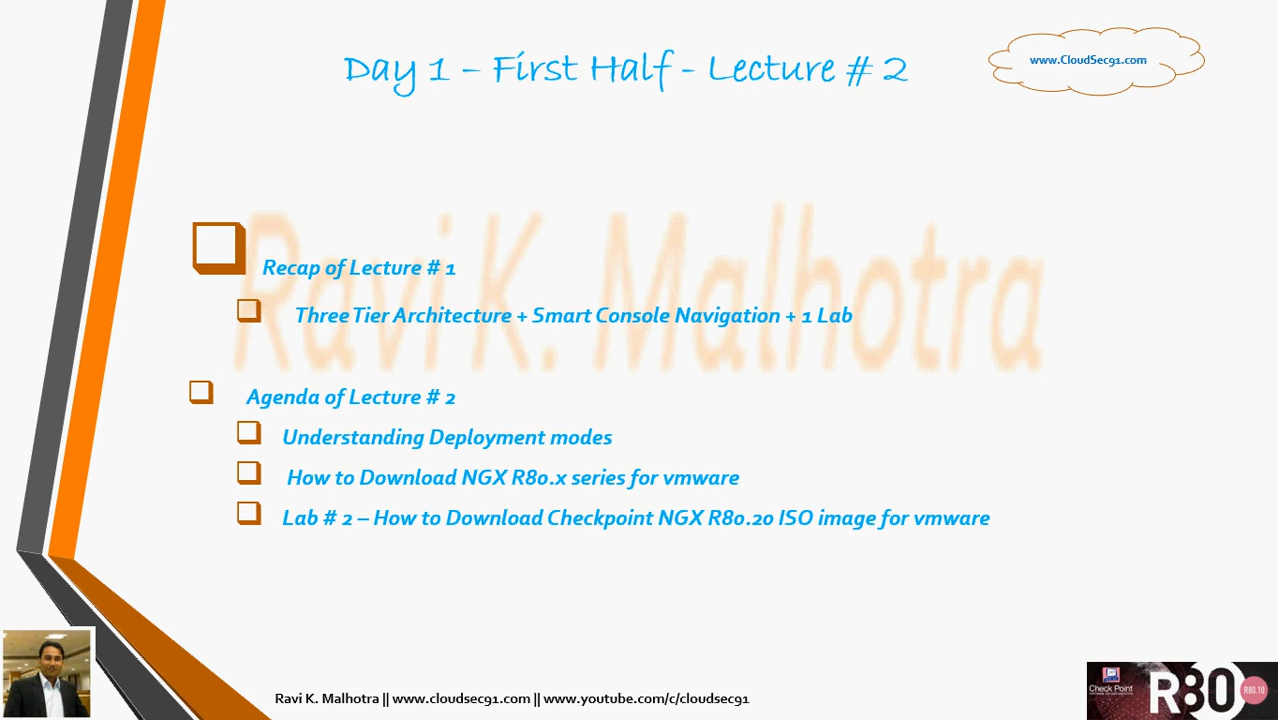 Day 1 – First Half - Lecture # 2
www.CloudSec91.com
Ravi K. Malhotra
Recap of Lecture # 1
Three Tier Architecture + Smart Console Navigation + 1 Lab
Agenda of Lecture # 2
Understanding Deployment modes
How to Download NGX R80.x series for vmware
Lab # 2 – How to Download Checkpoint NGX R80.20 ISO image for vmware
Ravi K. Malhotra || www.cloudsec91.com || www.youtube.com/c/cloudsec91
Check Point
R80
R80.10